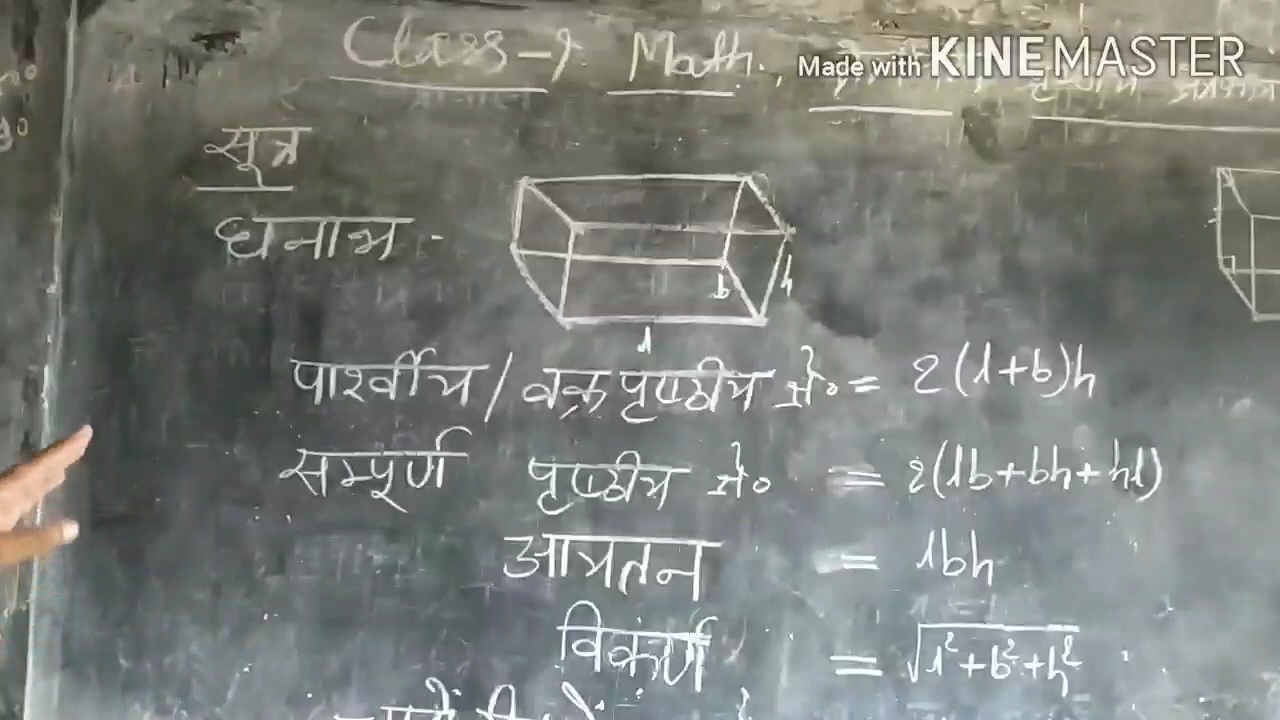 Class-9 Math.,
Made with KINEMASTER
सूत्र
घनाभ -
b h
l
पार्श्वीय / वक्र पृष्ठीय क्षे० = 2(l+b)h
सम्पूर्ण पृष्ठीय क्षे० = 2(lb+bh+hl)
आयतन = lbh
विकर्ण = √l²+b²+h²